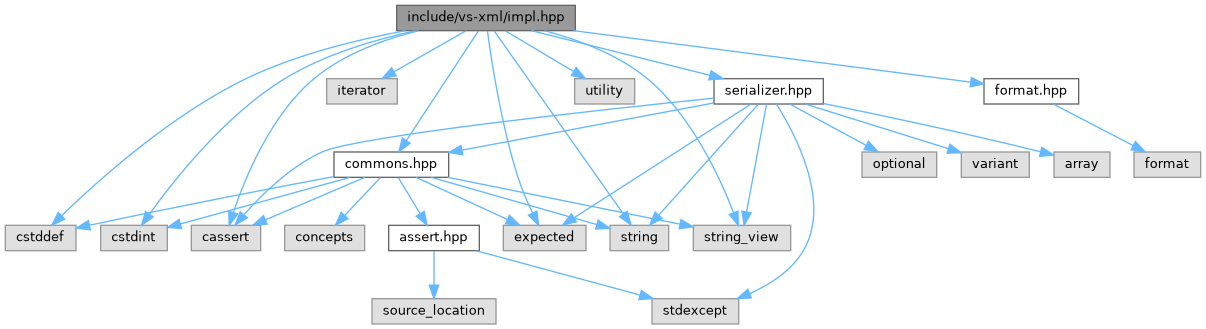 include/vs-xml/impl.hpp
iterator
utility
serializer.hpp
format.hpp
commons.hpp
optional
variant
array
format
cstddef
cstdint
cassert
concepts
assert.hpp
expected
string
string_view
source_location
stdexcept